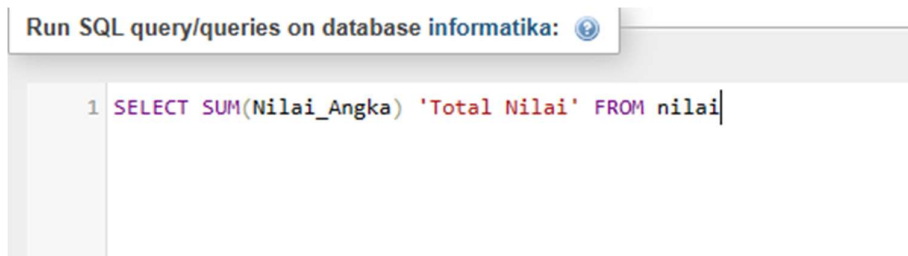 Run SQL query/queries on database informatika:
1 SELECT SUM(Nilai_Angka) 'Total Nilai' FROM nilai